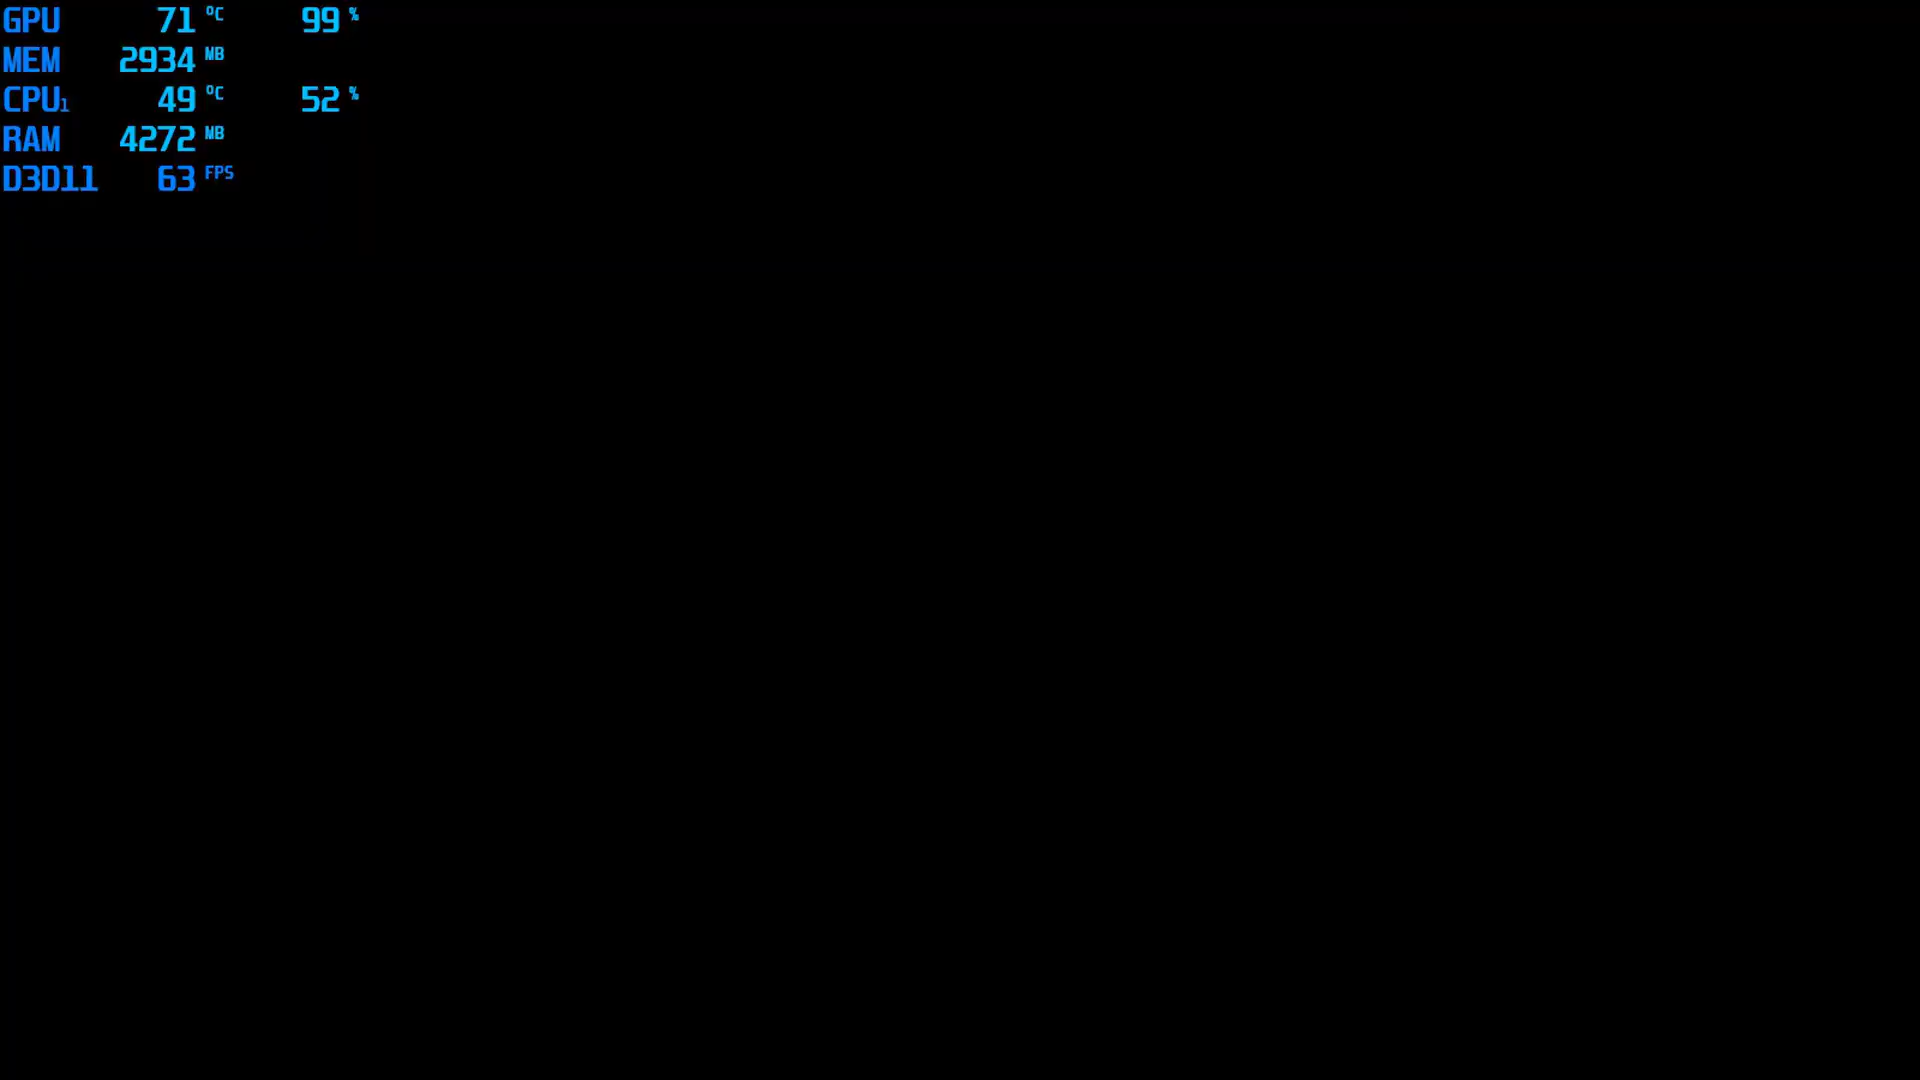 GPU 71 °C 99 %
MEM 2934 MB
CPU1 49 °C 52 %
RAM 4272 MB
D3D11 63 FPS